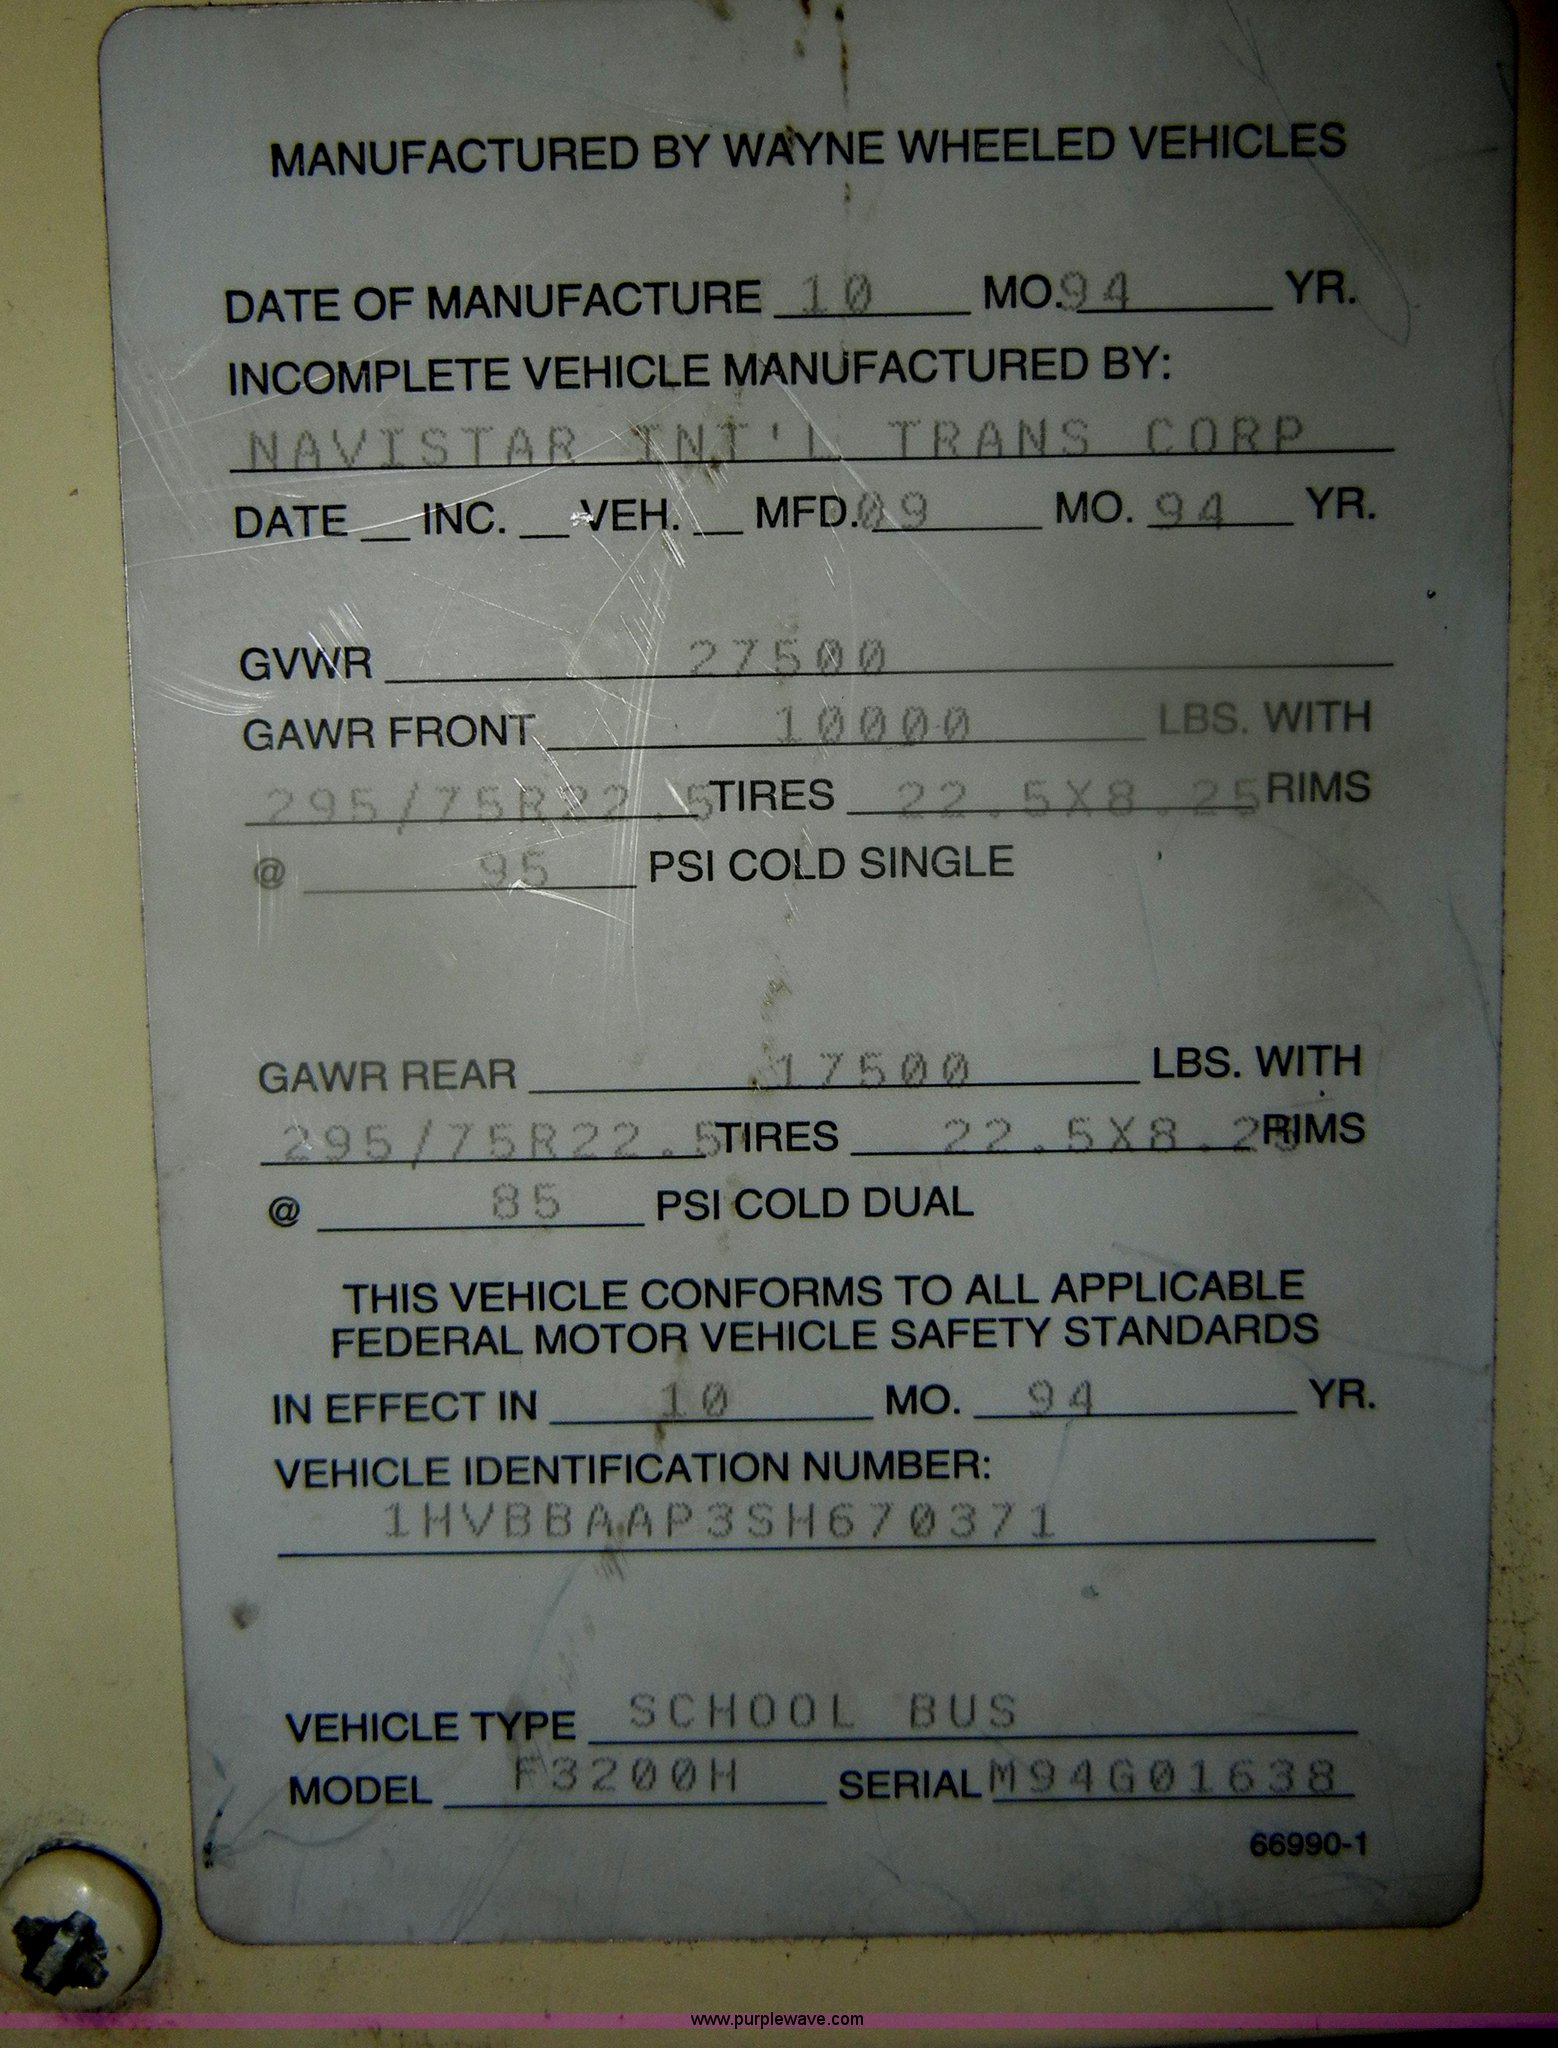 MANUFACTURED BY WAYNE WHEELED VEHICLES
DATE OF MANUFACTURE 10 MO. 94 YR.
INCOMPLETE VEHICLE MANUFACTURED BY:
NAVISTAR INT'L TRANS CORP
DATE __ INC. __ VEH. __ MFD. 09 MO. 94 YR.
GVWR 27500
GAWR FRONT 10000 LBS. WITH
295/75R22.5 TIRES 22.5X8.25 RIMS
@ 95 PSI COLD SINGLE
GAWR REAR 17500 LBS. WITH
295/75R22.5 TIRES 22.5X8.25 RIMS
@ 85 PSI COLD DUAL
THIS VEHICLE CONFORMS TO ALL APPLICABLE
FEDERAL MOTOR VEHICLE SAFETY STANDARDS
IN EFFECT IN 10 MO. 94 YR.
VEHICLE IDENTIFICATION NUMBER:
1HVBBAAP3SH670371
VEHICLE TYPE SCHOOL BUS
MODEL F3200H SERIAL M94G01638
66990-1
www.purplewave.com